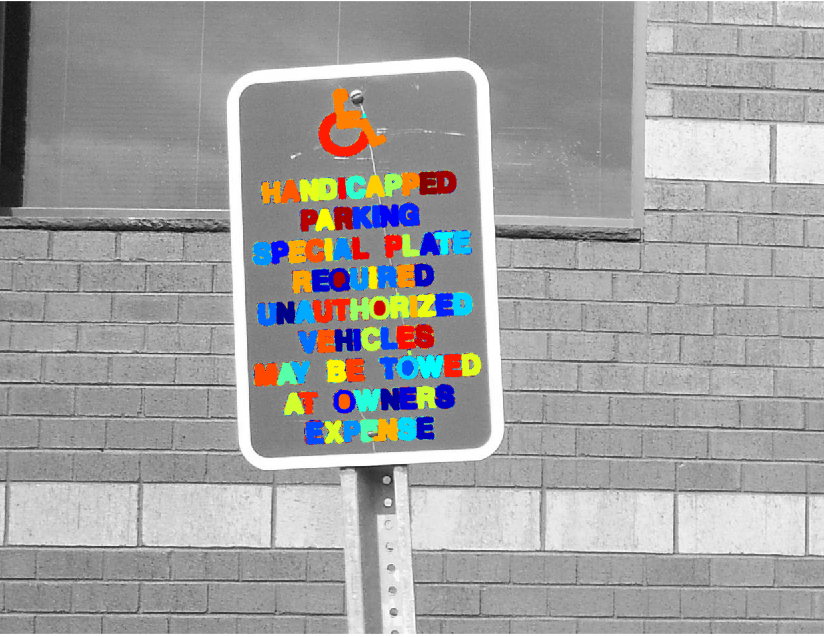 HANDICAPPED
PARKING
SPECIAL PLATE
REQUIRED
UNAUTHORIZED
VEHICLES
MAY BE TOWED
AT OWNERS
EXPENSE